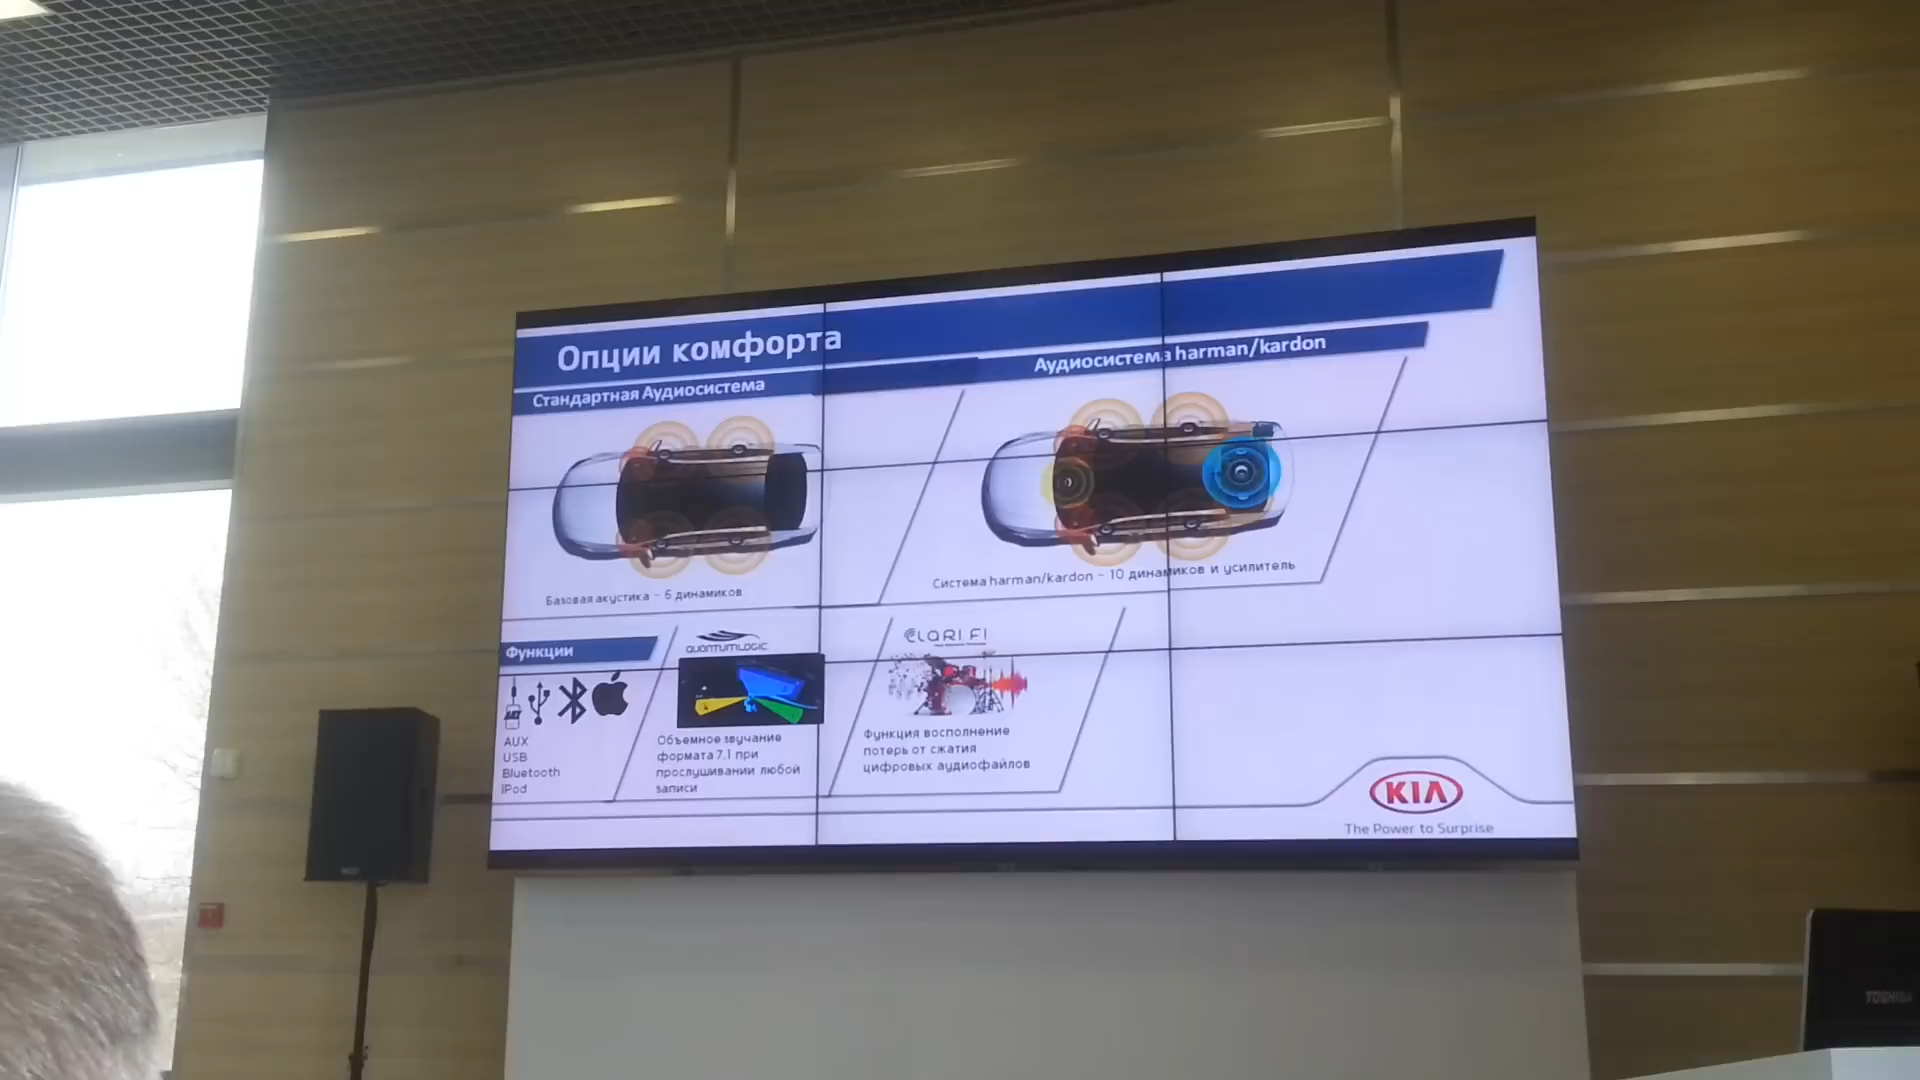 Опции комфорта
Стандартная Аудиосистема
Аудиосистема harman/kardon
Базовая акустика – 6 динамиков
Система harman/kardon – 10 динамиков и усилитель
Функции
AUX
USB
Bluetooth
iPod
QUANTUMLOGIC
Объемное звучание
формата 7.1 при
прослушивании любой
записи
CLARI FI
Функция восполнение
потерь от сжатия
цифровых аудиофайлов
KIA
The Power to Surprise
TOSHIBA